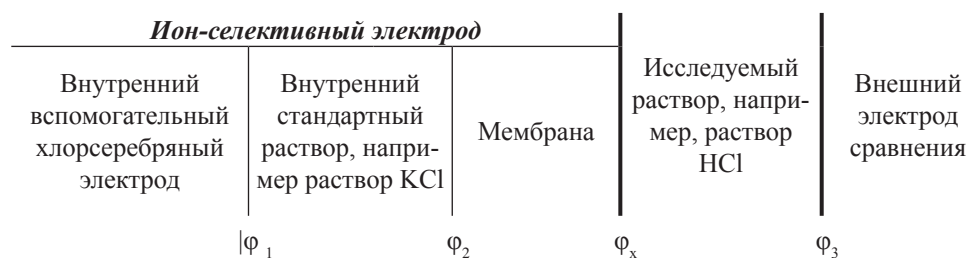 Ион-селективный электрод
Внутренний
вспомогательный
хлорсеребряный
электрод
Внутренний
стандартный
раствор, напри-
мер раствор KCl
Мембрана
Исследуемый
раствор, напри-
мер, раствор
HCl
Внешний
электрод
сравнения
|φ 1
φ2
φx
φ3